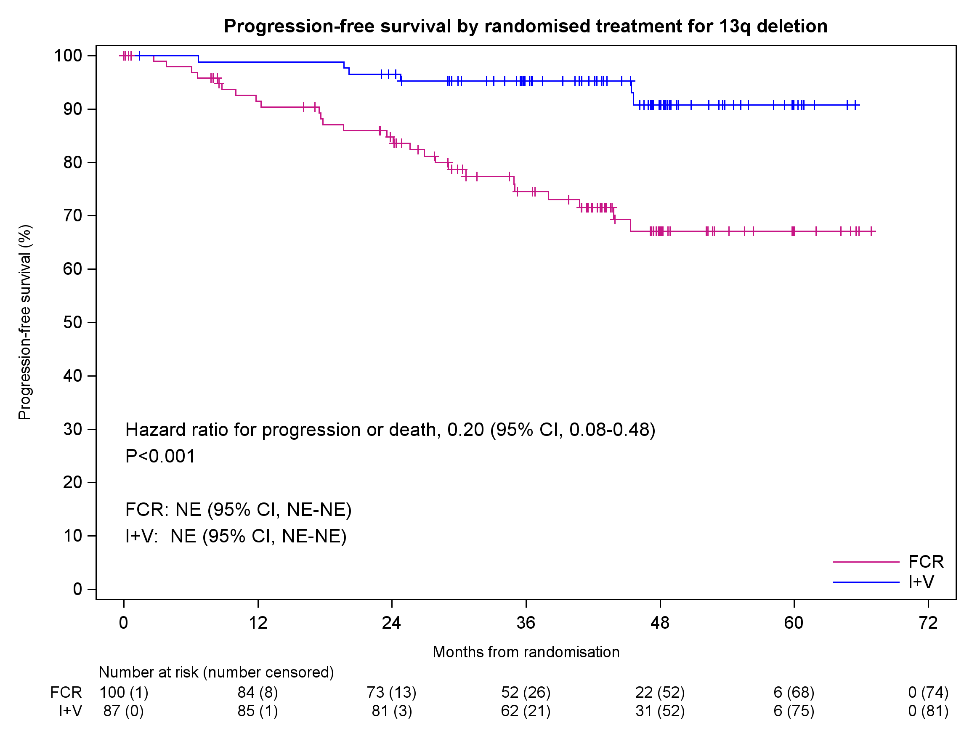 Progression-free survival by randomised treatment for 13q deletion
100
90
80
70
60
50
40
30
20
10
0
Progression-free survival (%)
Hazard ratio for progression or death, 0.20 (95% CI, 0.08-0.48)
P<0.001
FCR: NE (95% CI, NE-NE)
I+V: NE (95% CI, NE-NE)
FCR
I+V
0 12 24 36 48 60 72
Months from randomisation
Number at risk (number censored)
FCR 100 (1) 84 (8) 73 (13) 52 (26) 22 (52) 6 (68) 0 (74)
I+V 87 (0) 85 (1) 81 (3) 62 (21) 31 (52) 6 (75) 0 (81)